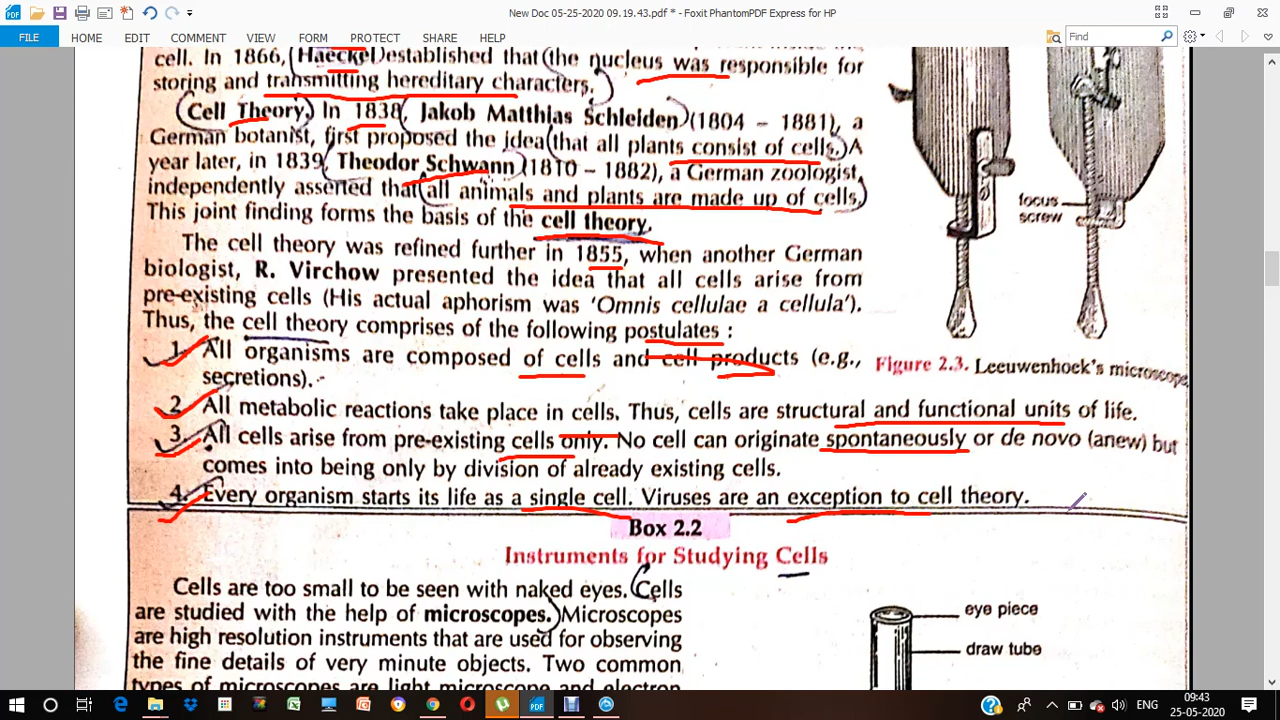 New Doc 05-25-2020 09.19.43.pdf * - Foxit PhantomPDF Express for HP
FILE HOME EDIT COMMENT VIEW FORM PROTECT SHARE HELP
Find
cell. In 1866, Haeckel established that the nucleus was responsible for
storing and transmitting hereditary characters.
Cell Theory. In 1838, Jakob Matthias Schleiden (1804 – 1881), a
German botanist, first proposed the idea that all plants consist of cells. A
year later, in 1839 Theodor Schwann (1810 – 1882), a German zoologist,
independently asserted that all animals and plants are made up of cells.
This joint finding forms the basis of the cell theory.
The cell theory was refined further in 1855, when another German
biologist, R. Virchow presented the idea that all cells arise from
pre-existing cells (His actual aphorism was 'Omnis cellulae a cellula').
Thus, the cell theory comprises of the following postulates :
1. All organisms are composed of cells and cell products (e.g.,
secretions).
2. All metabolic reactions take place in cells. Thus, cells are structural and functional units of life.
3. All cells arise from pre-existing cells only. No cell can originate spontaneously or de novo (anew) but
comes into being only by division of already existing cells.
4. Every organism starts its life as a single cell. Viruses are an exception to cell theory.
focus
screw
Figure 2.3. Leeuwenhoek's microscope
Box 2.2
Instruments for Studying Cells
Cells are too small to be seen with naked eyes. Cells
are studied with the help of microscopes. Microscopes
are high resolution instruments that are used for observing
the fine details of very minute objects. Two common
types of microscopes are light microscope and electron
eye piece
draw tube
09:43
25-05-2020